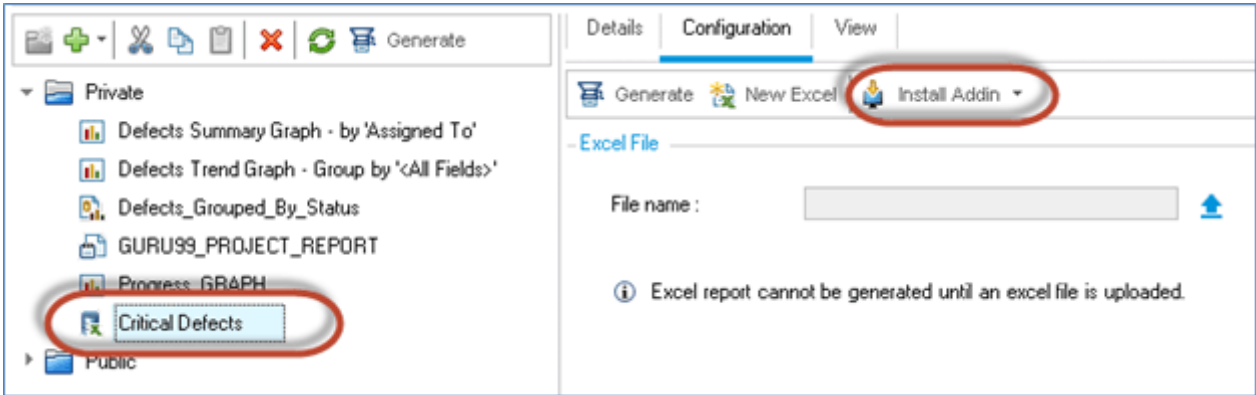 Generate
Private
Defects Summary Graph - by 'Assigned To'
Defects Trend Graph - Group by '<All Fields>'
Defects_Grouped_By_Status
GURU99_PROJECT_REPORT
Progress_GRAPH
Critical Defects
Public
Details Configuration View
Generate New Excel Install Addin
Excel File
File name :
Excel report cannot be generated until an excel file is uploaded.